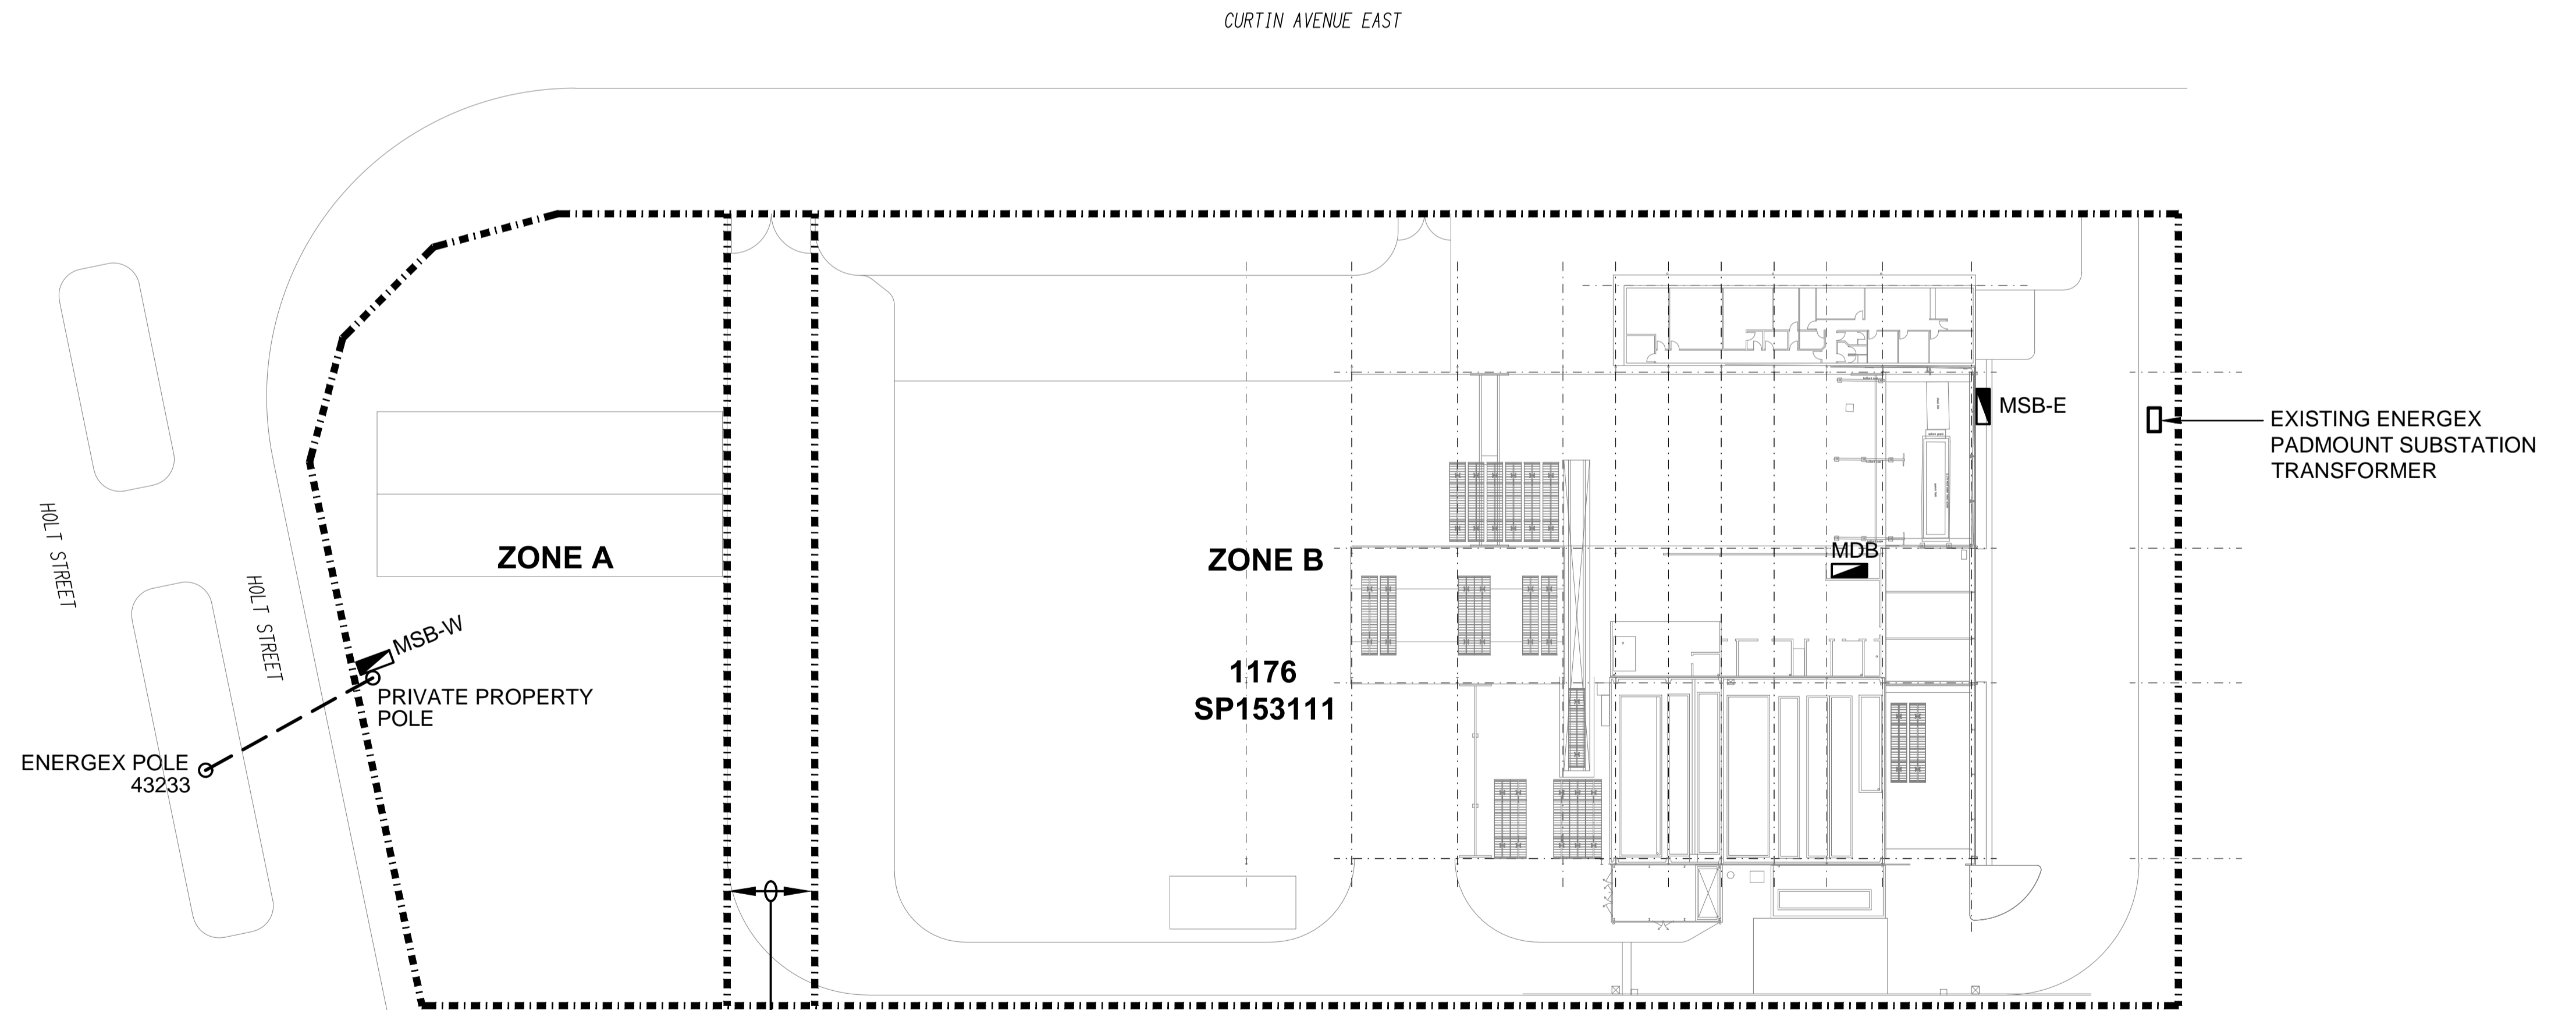 CURTIN AVENUE EAST
MSB-E
EXISTING ENERGEX
PADMOUNT SUBSTATION
TRANSFORMER
HOLT STREET
ZONE A
ZONE B
MDB
HOLT STREET
MSB-W
1176
SP153111
PRIVATE PROPERTY
POLE
ENERGEX POLE
43233